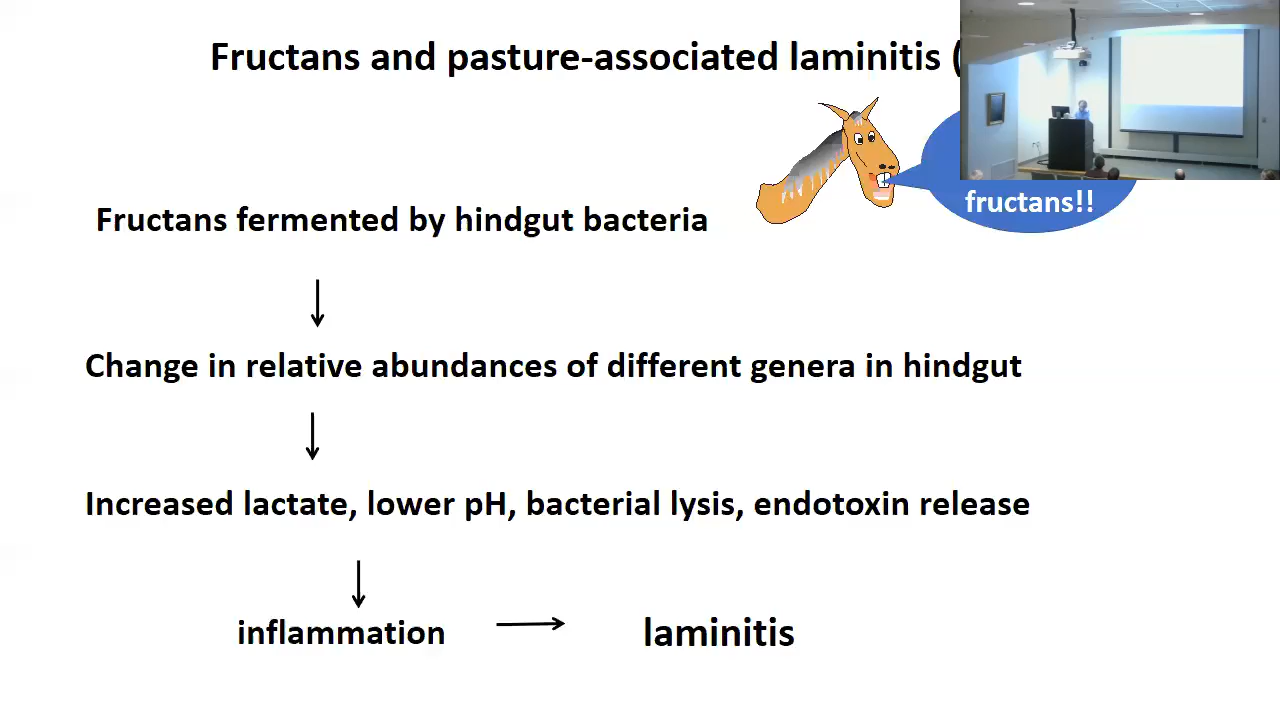 Fructans and pasture-associated laminitis (
fructans!!
Fructans fermented by hindgut bacteria
Change in relative abundances of different genera in hindgut
Increased lactate, lower pH, bacterial lysis, endotoxin release
inflammation
laminitis